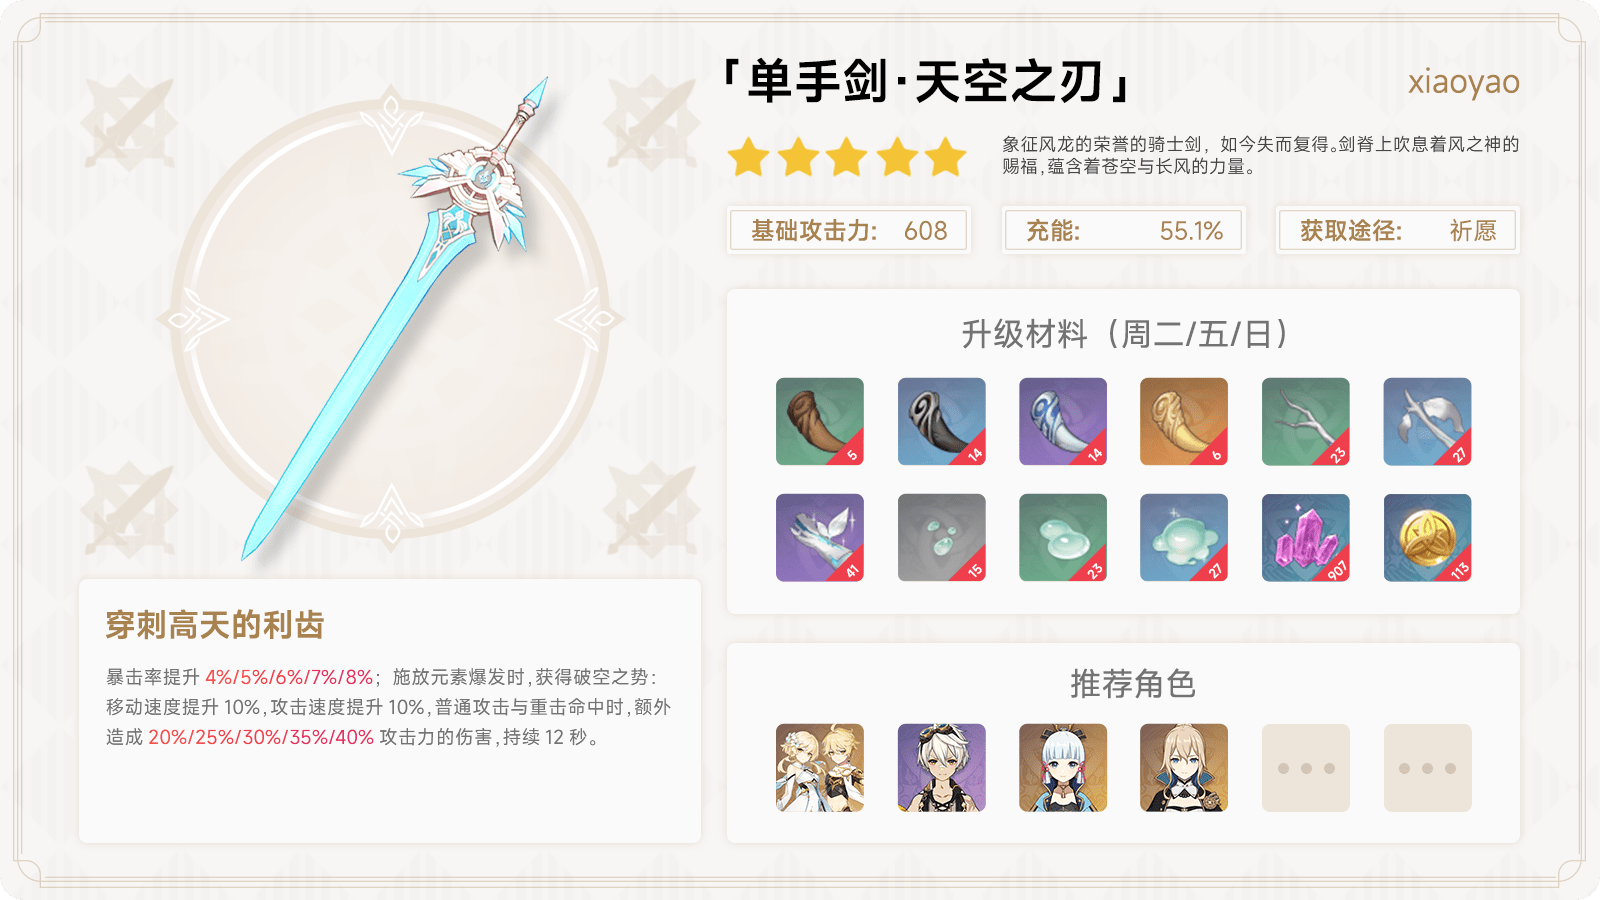 「单手剑·天空之刃」
xiaoyao
象征风龙的荣誉的骑士剑，如今失而复得。剑脊上吹息着风之神的
赐福,蕴含着苍空与长风的力量。
基础攻击力: 608
充能: 55.1%
获取途径: 祈愿
升级材料（周二/五/日）
5 14 14 6 23 27
41 15 23 27 907 113
穿刺高天的利齿
暴击率提升 4%/5%/6%/7%/8%；施放元素爆发时,获得破空之势：
移动速度提升 10%,攻击速度提升 10%,普通攻击与重击命中时,额外
造成 20%/25%/30%/35%/40% 攻击力的伤害,持续 12 秒。
推荐角色